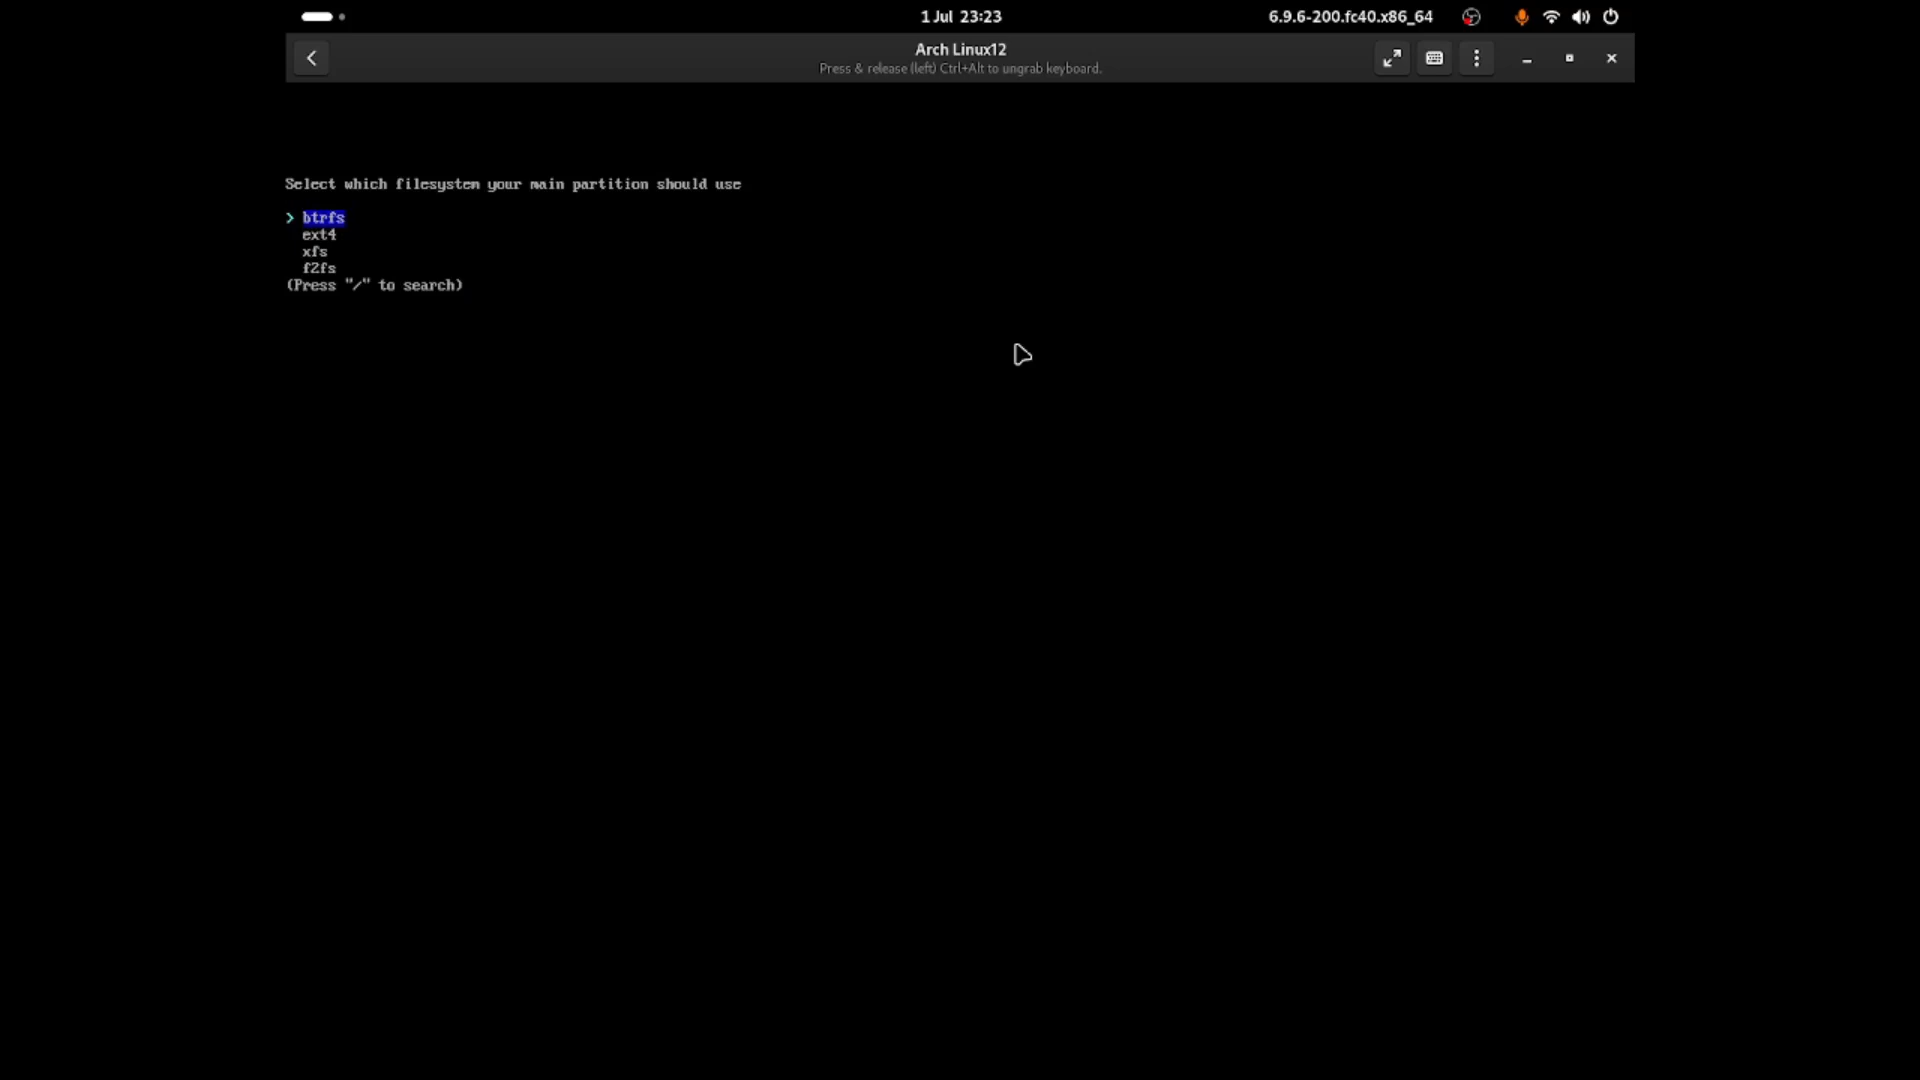 1 Jul 23:23
6.9.6-200.fc40.x86_64
Arch Linux12
Press & release (left) Ctrl+Alt to ungrab keyboard.
Select which filesystem your main partition should use
> btrfs
ext4
xfs
f2fs
(Press "/" to search)